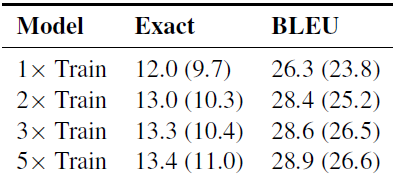 Model Exact BLEU
1× Train 12.0 (9.7) 26.3 (23.8)
2× Train 13.0 (10.3) 28.4 (25.2)
3× Train 13.3 (10.4) 28.6 (26.5)
5× Train 13.4 (11.0) 28.9 (26.6)